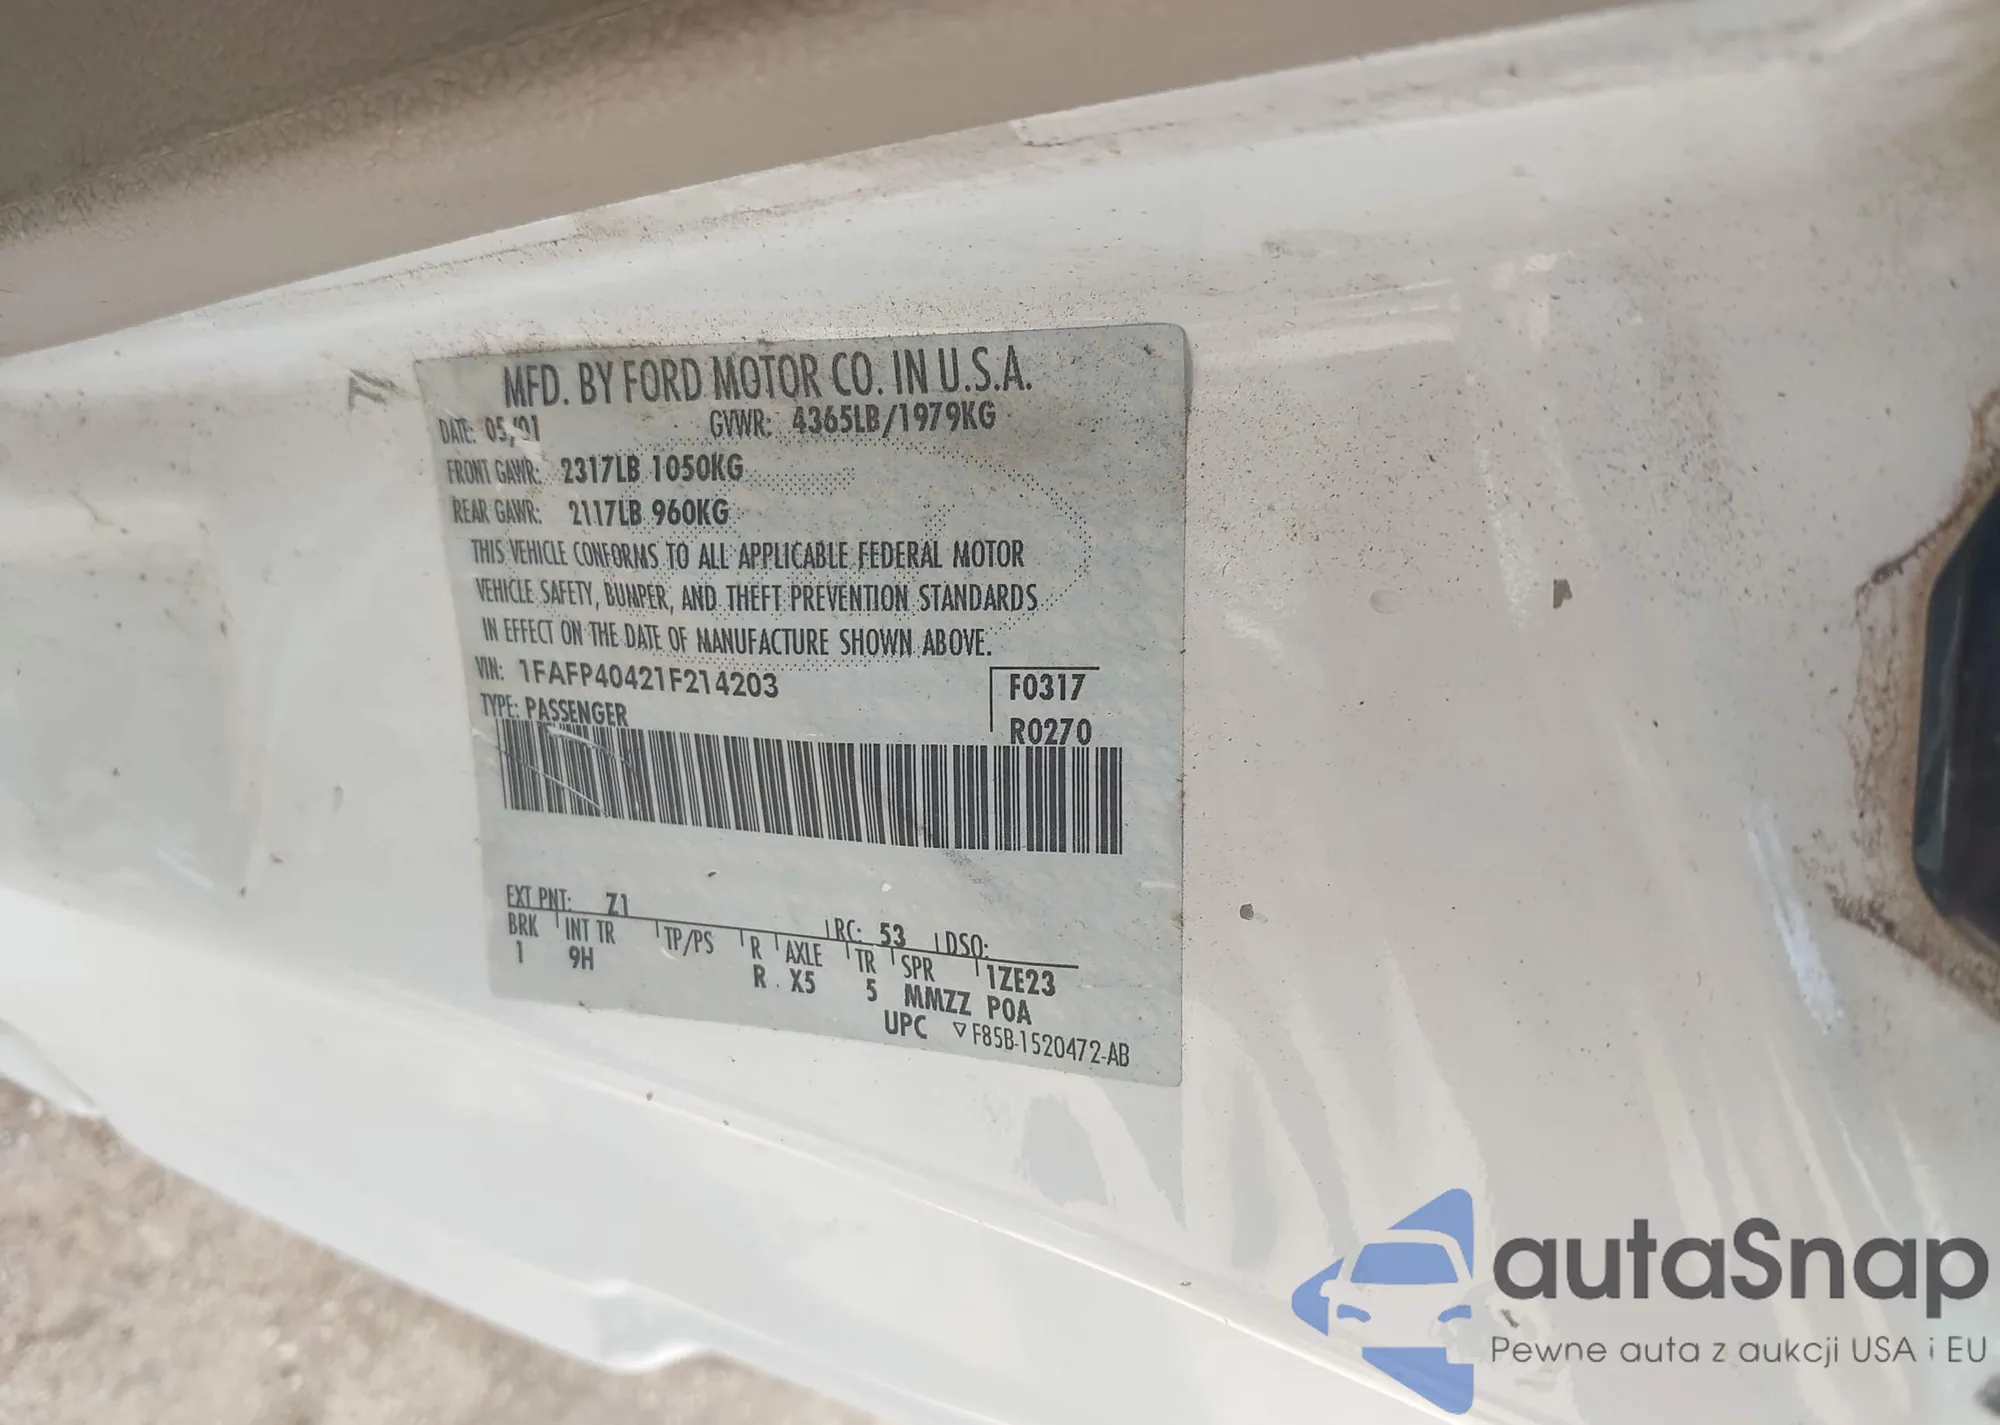 MFD. BY FORD MOTOR CO. IN U.S.A.
DATE: 05/01 GVWR: 4365LB/1979KG
FRONT GAWR: 2317LB 1050KG
REAR GAWR: 2117LB 960KG
THIS VEHICLE CONFORMS TO ALL APPLICABLE FEDERAL MOTOR
VEHICLE SAFETY, BUMPER, AND THEFT PREVENTION STANDARDS
IN EFFECT ON THE DATE OF MANUFACTURE SHOWN ABOVE.
VIN: 1FAFP40421F214203 F0317
TYPE: PASSENGER R0270
EXT PNT: Z1 RC: 53 DSO:
BRK INT TR TP/PS R AXLE TR SPR 1ZE23
1 9H R X5 5 MMZZ POA
UPC ▽F85B-1520472-AB
autaSnap
Pewne auta z aukcji USA i EU